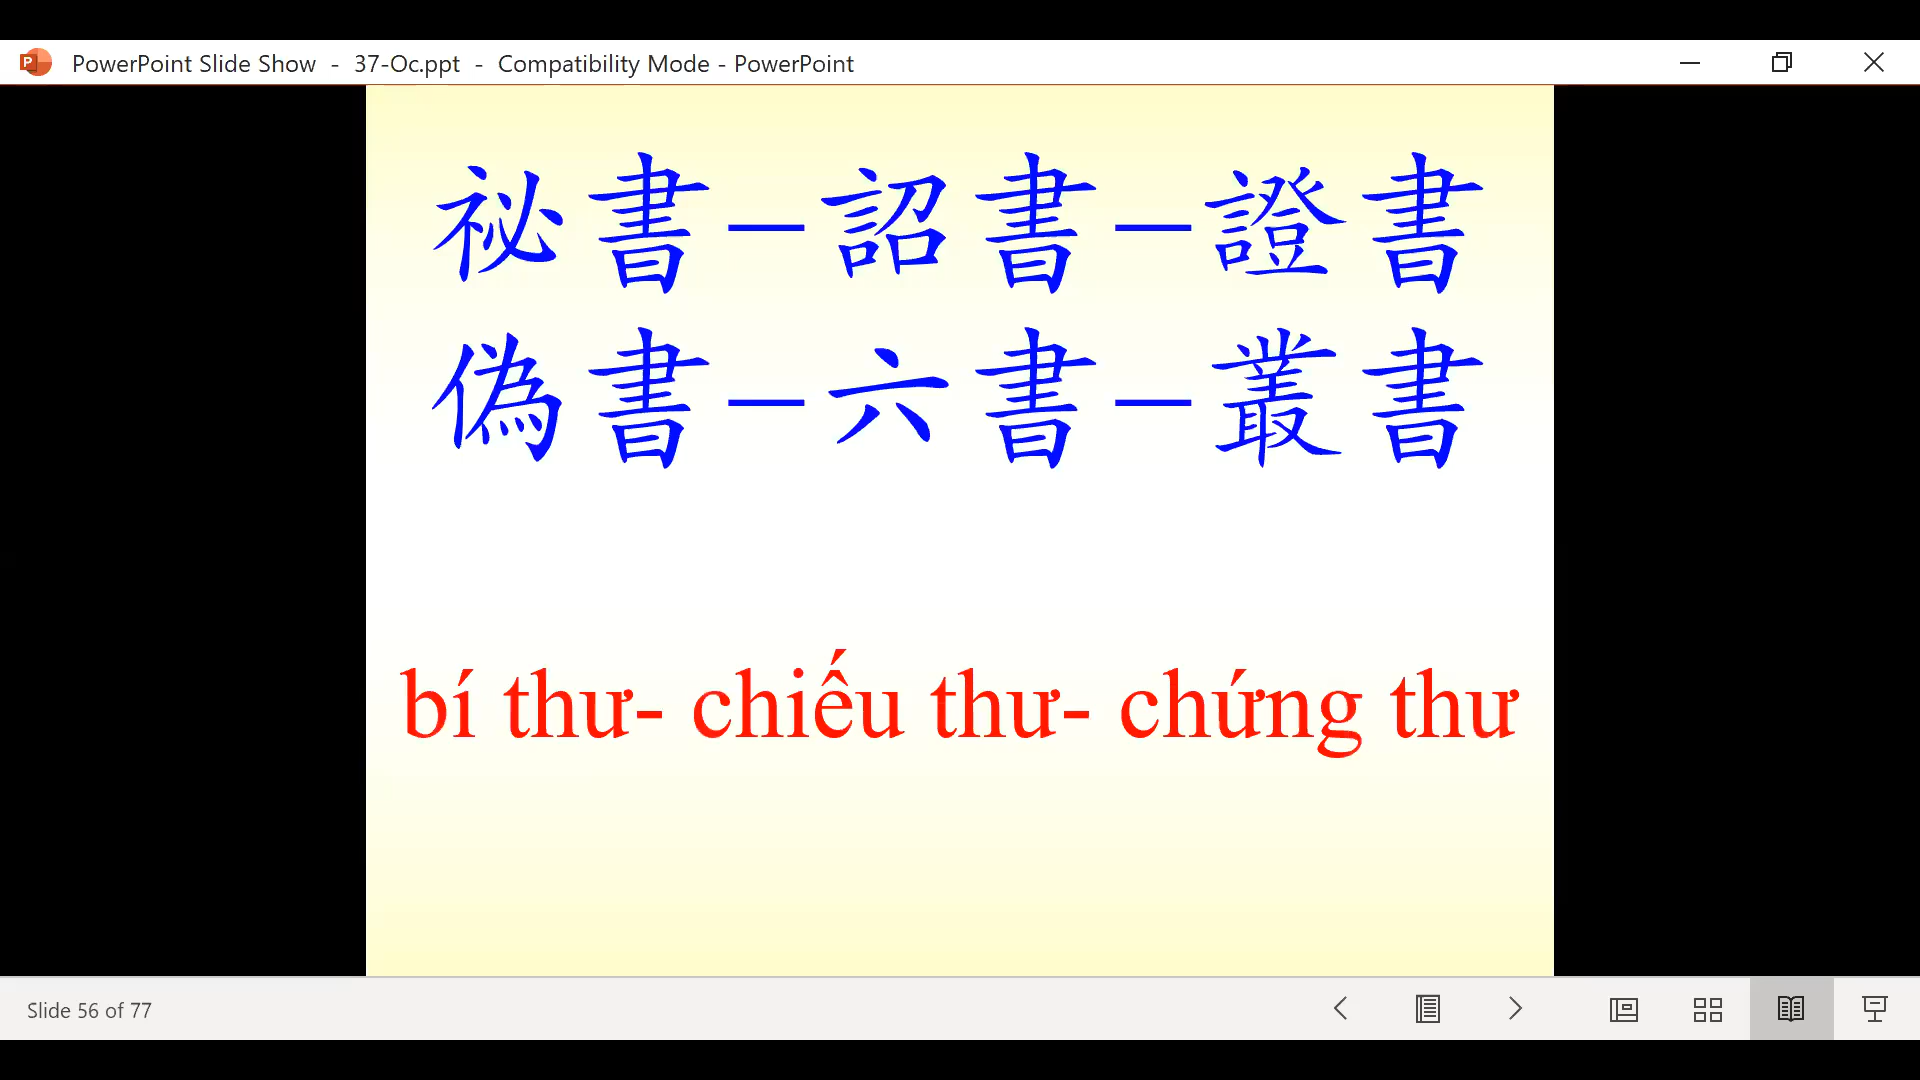 PowerPoint Slide Show - 37-Oc.ppt - Compatibility Mode - PowerPoint
祕書–詔書–證書
偽書–六書–叢書
bí thư- chiếu thư- chứng thư
Slide 56 of 77